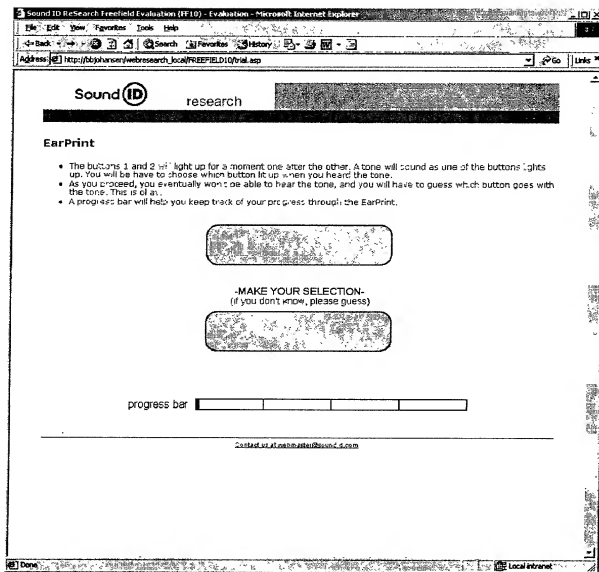 Sound ID ReSearch Freefield Evaluation (FF10) - Evaluation - Microsoft Internet Explorer
File Edit View Favorites Tools Help
Back Search Favorites History
Address http://bbjohansen/webresearch_local/FREEFIELD10/trial.asp Go Links
Sound ID research
EarPrint
• The buttons 1 and 2 will light up for a moment one after the other. A tone will sound as one of the buttons lights
up. You will be have to choose which button lit up when you heard the tone.
• As you proceed, you eventually won't be able to hear the tone, and you will have to guess which button goes with
the tone. This is okay.
• A progress bar will help you keep track of your progress through the EarPrint.
-MAKE YOUR SELECTION-
(if you don't know, please guess)
progress bar
Contact us at webmaster@soundid.com
Done Local intranet